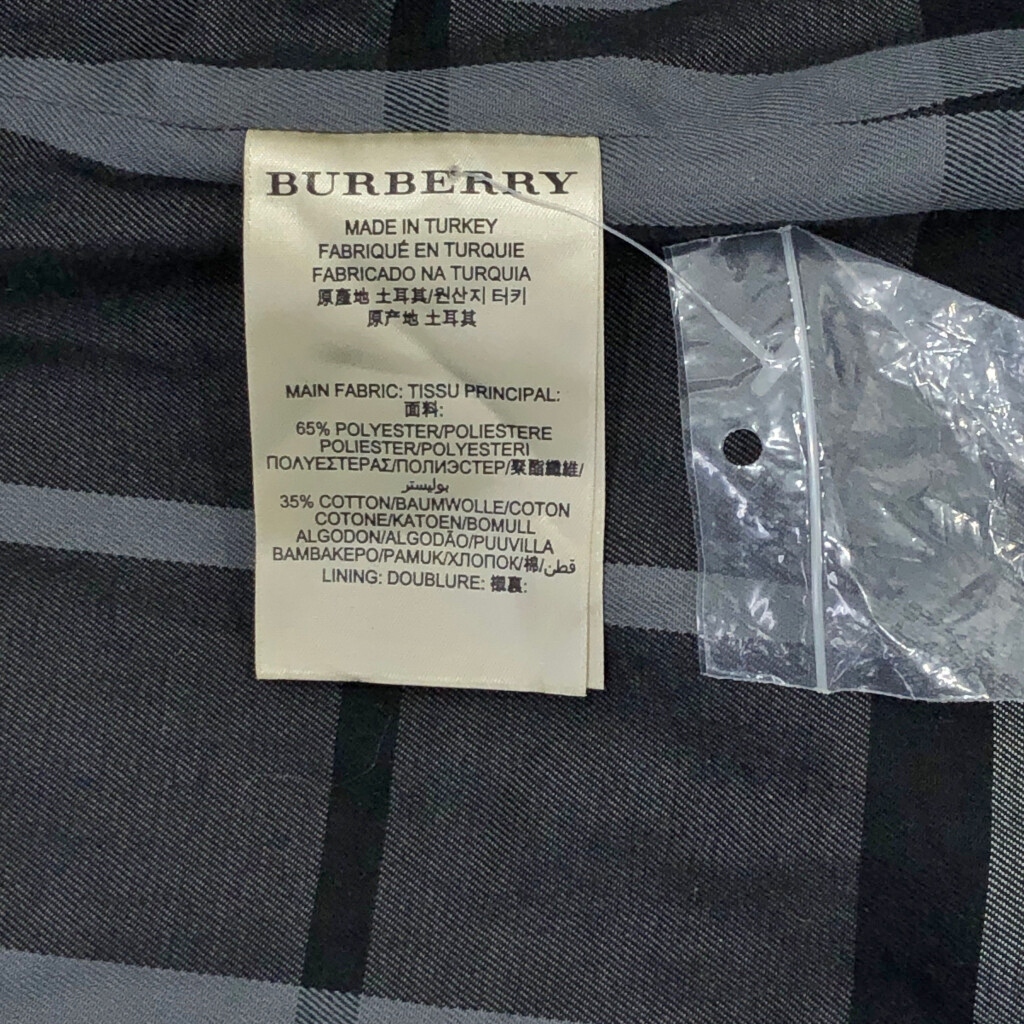 BURBERRY
MADE IN TURKEY
FABRIQUÉ EN TURQUIE
FABRICADO NA TURQUIA
原產地 土耳其/원산지 터키
原产地 土耳其
MAIN FABRIC: TISSU PRINCIPAL:
面料:
65% POLYESTER/POLIESTERE
POLIESTER/POLYESTERI
ΠΟΛΥΕΣΤΕΡΑΣ/ПОЛИЭСТЕР/聚酯纖維/
بوليستر
35% COTTON/BAUMWOLLE/COTON
COTONE/KATOEN/BOMULL
ALGODON/ALGODÃO/PUUVILLA
ΒΑΜΒΑΚΕΡΟ/PAMUK/ХЛОПОК/棉/قطن
LINING: DOUBLURE: 襯裏: